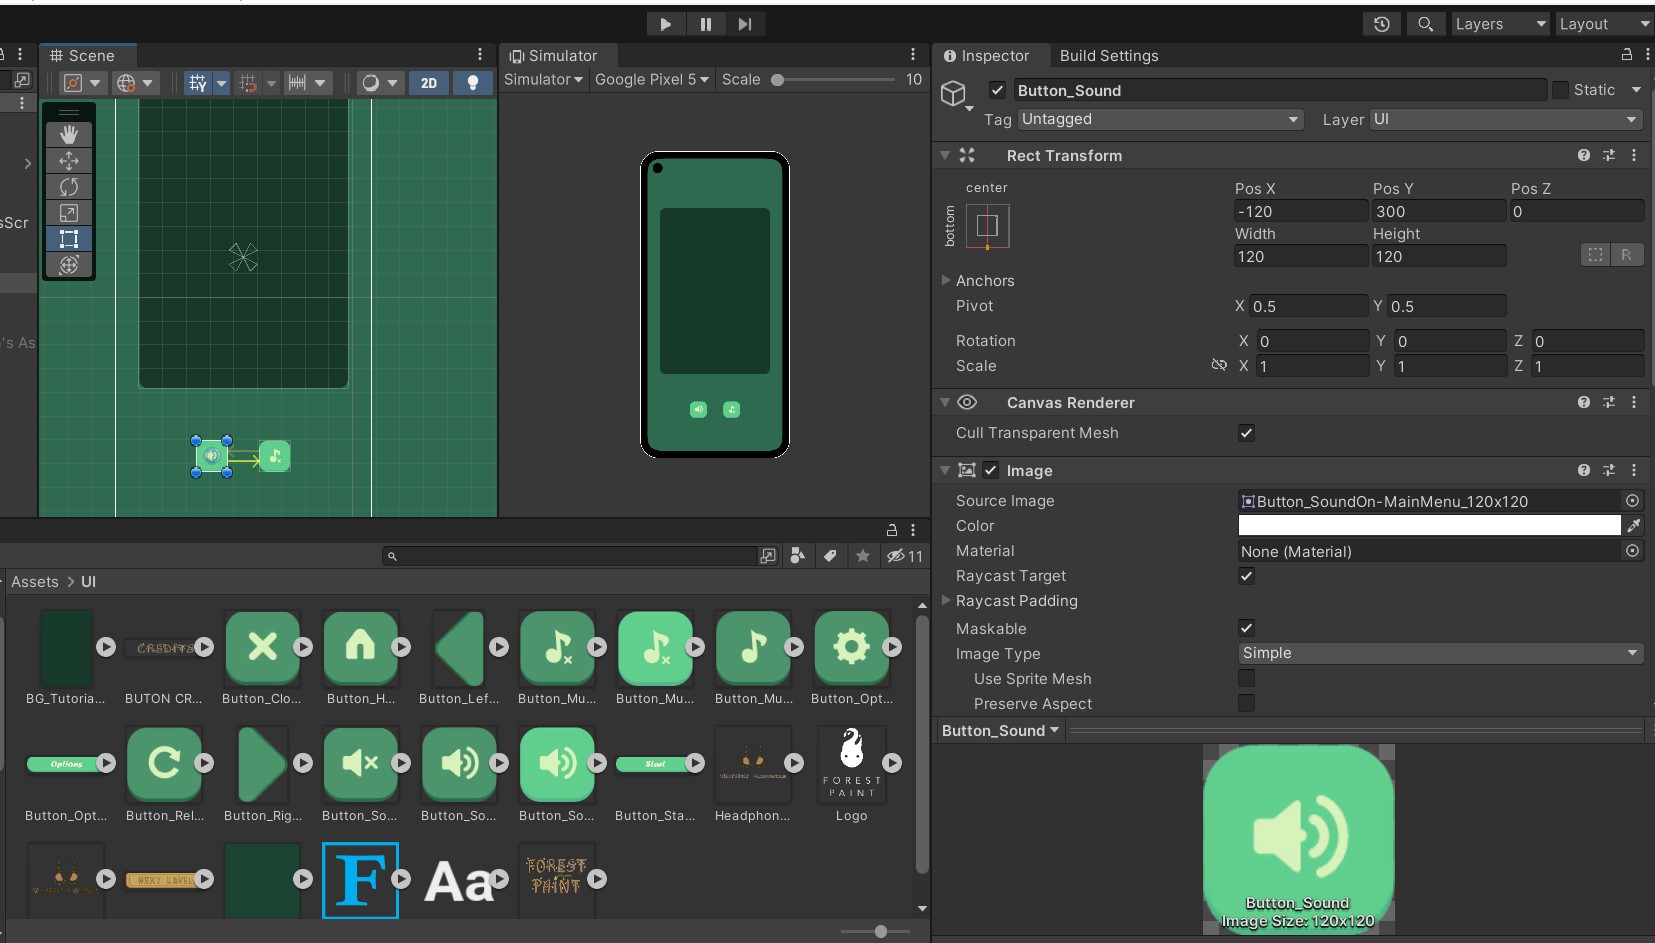 Layers
Layout
Scene
Simulator
Inspector
Build Settings
2D
Simulator
Google Pixel 5
Scale
10
Button_Sound
Static
Tag
Untagged
Layer
UI
sScr
's As
Rect Transform
center
bottom
Pos X
Pos Y
Pos Z
-120
300
0
Width
Height
120
120
R
Anchors
Pivot
X 0.5
Y 0.5
Rotation
X 0
Y 0
Z 0
Scale
X 1
Y 1
Z 1
Canvas Renderer
Cull Transparent Mesh
Image
Source Image
Button_SoundOn-MainMenu_120x120
Color
Material
None (Material)
Raycast Target
Raycast Padding
Maskable
Image Type
Simple
Use Sprite Mesh
Preserve Aspect
Button_Sound
Button_Sound
Image Size: 120x120
11
Assets > UI
CREDITS
BG_Tutoria...
BUTON CR...
Button_Clo...
Button_H...
Button_Lef...
Button_Mu...
Button_Mu...
Button_Mu...
Button_Opt...
Options
Start
FOREST
PAINT
Button_Opt...
Button_Rel...
Button_Rig...
Button_So...
Button_So...
Button_So...
Button_Sta...
Headphon...
Logo
NEXT LEVEL
F
Aa
FOREST
PAINT